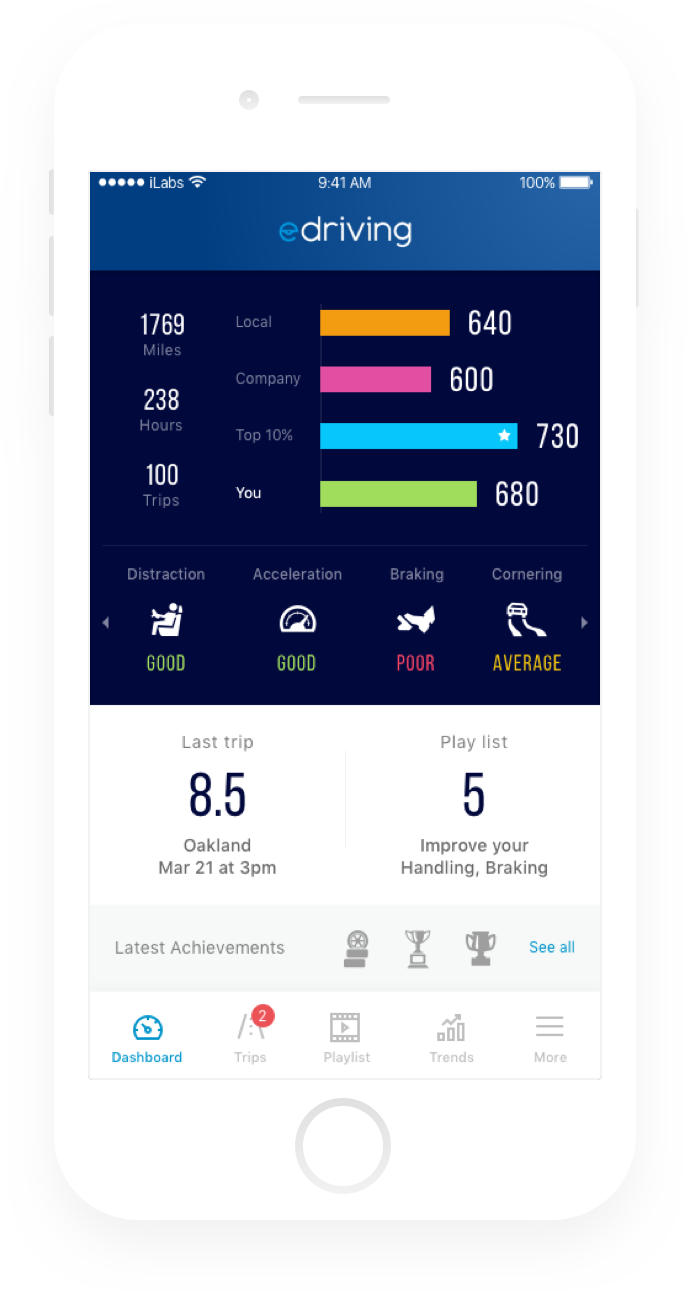 iLabs
9:41 AM
100%
edriving
1769
Miles
238
Hours
100
Trips
Local
640
Company
600
Top 10%
730
You
680
Distraction
Acceleration
Braking
Cornering
GOOD
GOOD
POOR
AVERAGE
Last trip
8.5
Oakland
Mar 21 at 3pm
Play list
5
Improve your
Handling, Braking
Latest Achievements
See all
2
Dashboard
Trips
Playlist
Trends
More